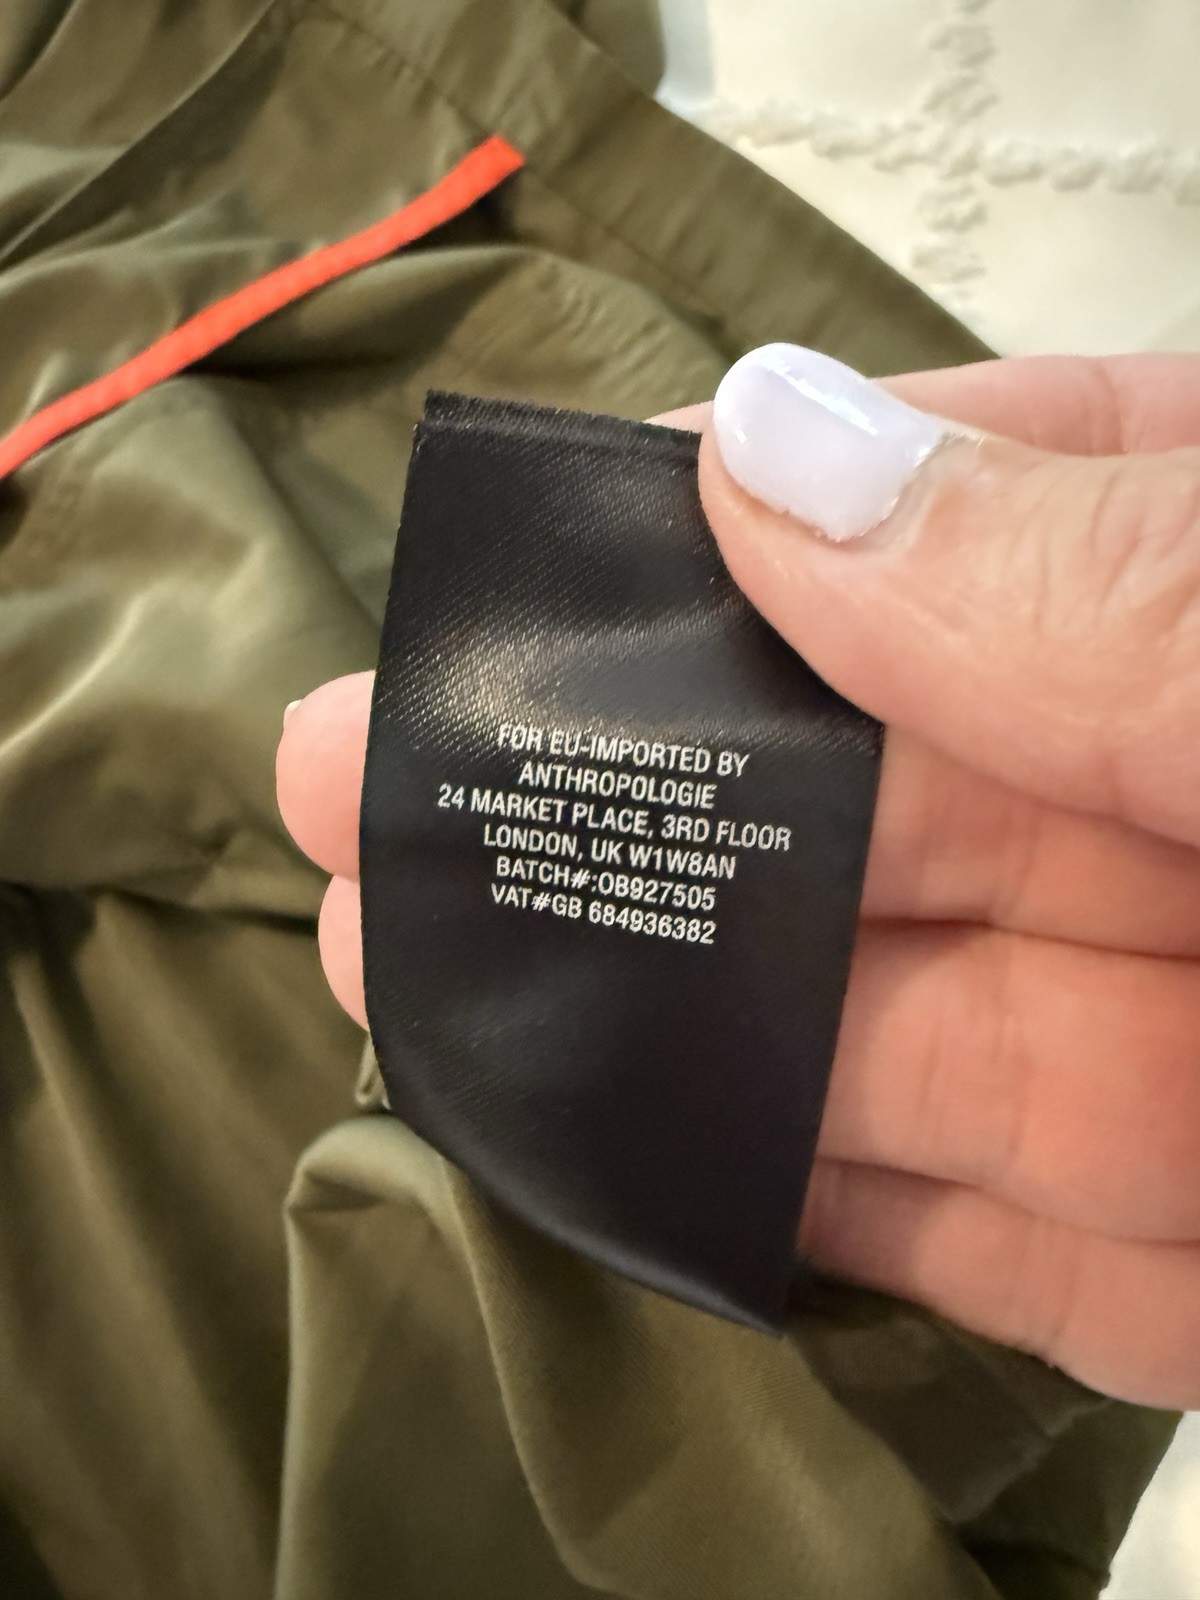 FOR EU-IMPORTED BY
ANTHROPOLOGIE
24 MARKET PLACE, 3RD FLOOR
LONDON, UK W1W8AN
BATCH#:OB927505
VAT#GB 684936382